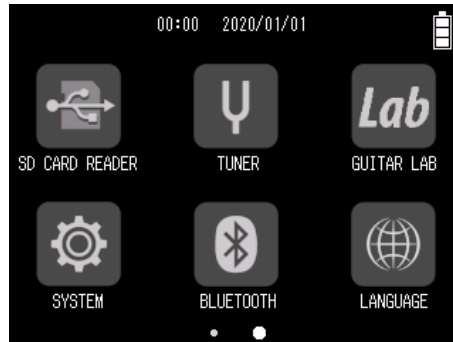 00:00 2020/01/01
Lab
SD CARD READER TUNER GUITAR LAB
SYSTEM BLUETOOTH LANGUAGE